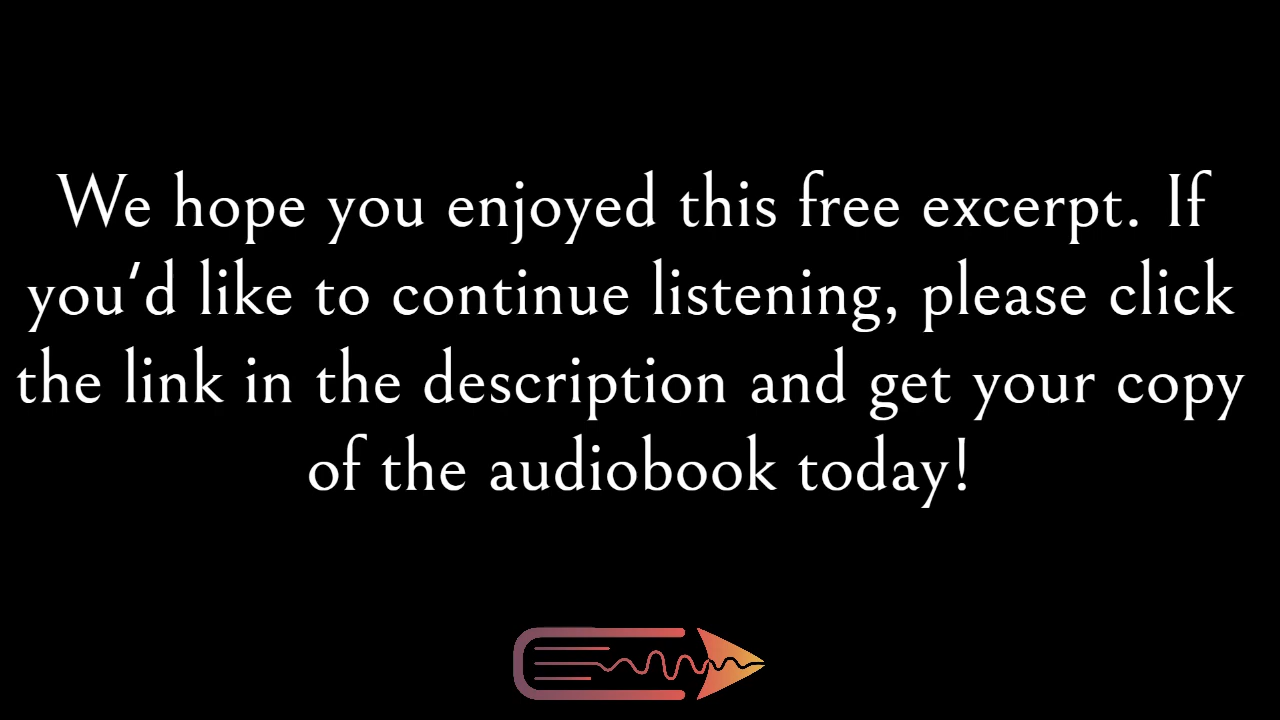 We hope you enjoyed this free excerpt. If
you'd like to continue listening, please click
the link in the description and get your copy
of the audiobook today!